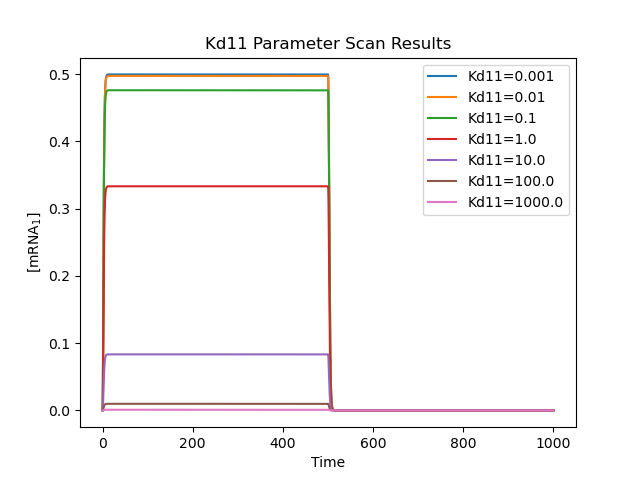 Kd11 Parameter Scan Results
[mRNA₁]
0.5
0.4
0.3
0.2
0.1
0.0
Kd11=0.001
Kd11=0.01
Kd11=0.1
Kd11=1.0
Kd11=10.0
Kd11=100.0
Kd11=1000.0
0
200
400
600
800
1000
Time